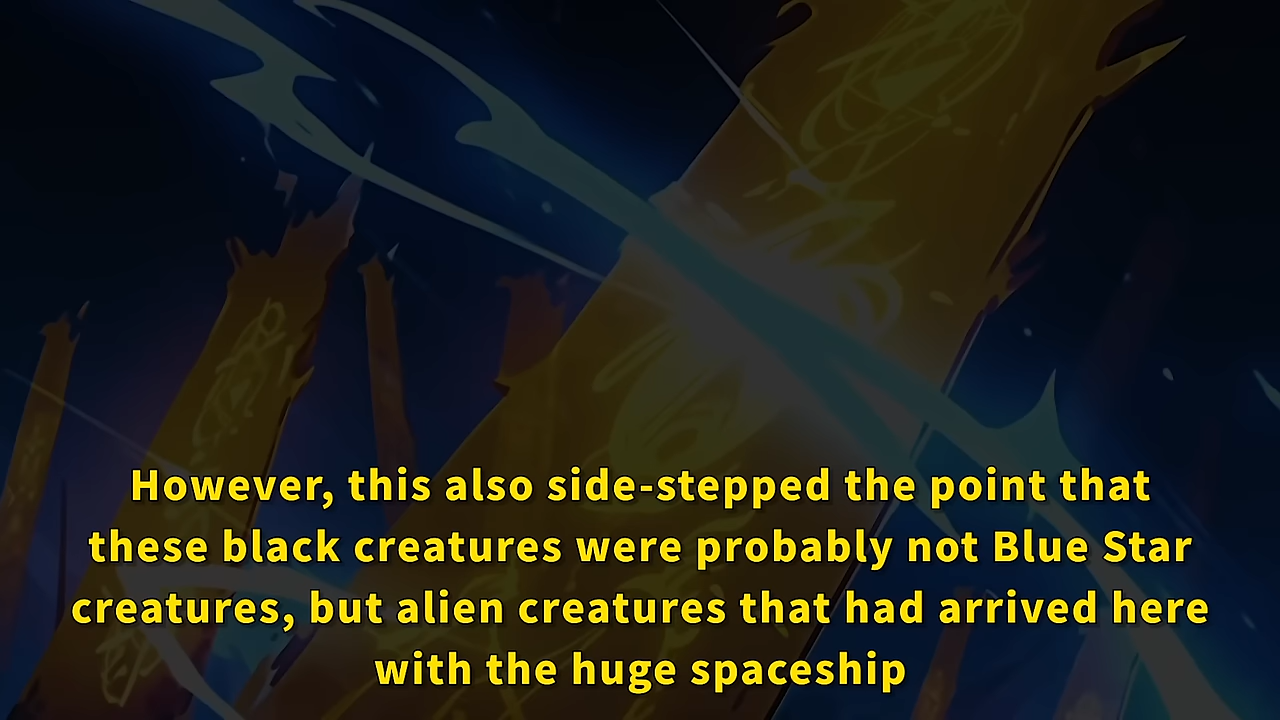 However, this also side-stepped the point that
these black creatures were probably not Blue Star
creatures, but alien creatures that had arrived here
with the huge spaceship